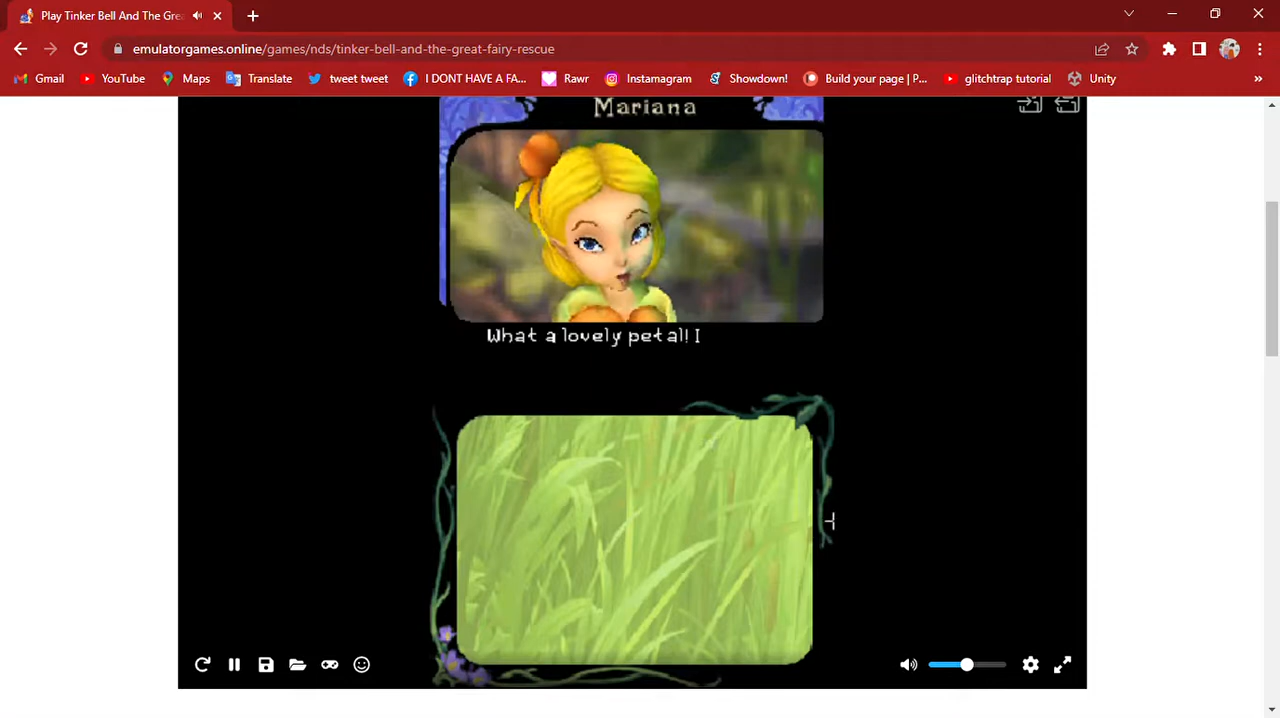 Play Tinker Bell And The Gre
emulatorgames.online/games/nds/tinker-bell-and-the-great-fairy-rescue
Gmail
YouTube
Maps
Translate
tweet tweet
I DONT HAVE A FA...
Rawr
Instamagram
Showdown!
Build your page | P...
glitchtrap tutorial
Unity
»
Mariana
What a lovely petal! I